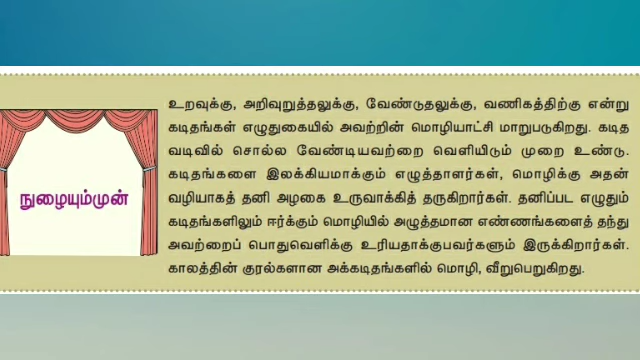 நுழையும்முன்
உறவுக்கு, அறிவுறுத்தலுக்கு, வேண்டுதலுக்கு, வணிகத்திற்கு என்று
கடிதங்கள் எழுதுகையில் அவற்றின் மொழியாட்சி மாறுபடுகிறது. கடித
வடிவில் சொல்ல வேண்டியவற்றை வெளியிடும் முறை உண்டு.
கடிதங்களை இலக்கியமாக்கும் எழுத்தாளர்கள், மொழிக்கு அதன்
வழியாகத் தனி அழகை உருவாக்கித் தருகிறார்கள். தனிப்பட எழுதும்
கடிதங்களிலும் ஈர்க்கும் மொழியில் அழுத்தமான எண்ணங்களைத் தந்து
அவற்றைப் பொதுவெளிக்கு உரியதாக்குபவர்களும் இருக்கிறார்கள்.
காலத்தின் குரல்களான அக்கடிதங்களில் மொழி, வீறுபெறுகிறது.